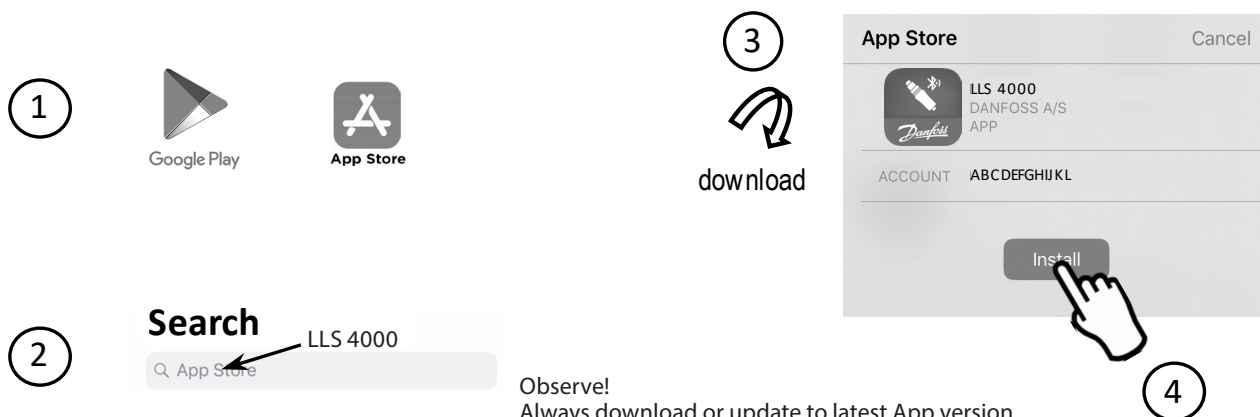 1
Google Play
App Store
2
Search
LLS 4000
App Store
3
download
App Store Cancel
LLS 4000
DANFOSS A/S
APP
Danfoss
ACCOUNT ABCDEFGHIJKL
Install
4
Observe!
Always download or update to latest App version